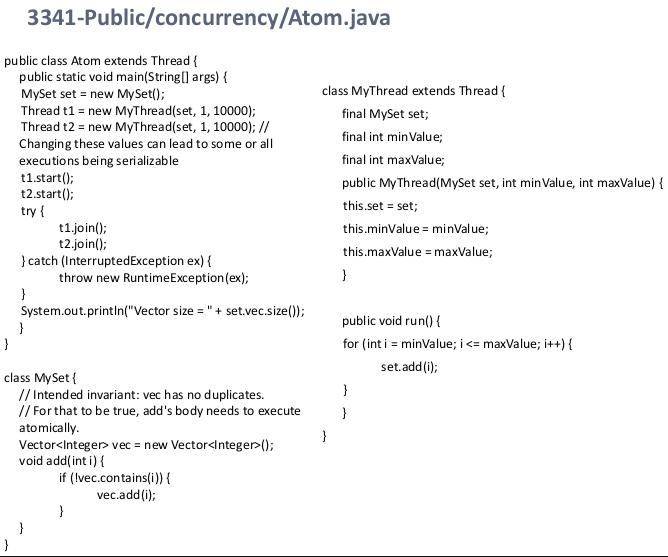 3341-Public/concurrency/Atom.java
public class Atom extends Thread {
public static void main(String[] args) {
MySet set = new MySet();
Thread t1 = new MyThread(set, 1, 10000);
Thread t2 = new MyThread(set, 1, 10000); //
Changing these values can lead to some or all
executions being serializable
t1.start();
t2.start();
try {
t1.join();
t2.join();
} catch (InterruptedException ex) {
throw new RuntimeException(ex);
}
System.out.println("Vector size = " + set.vec.size());
}
}
class MySet {
// Intended invariant: vec has no duplicates.
// For that to be true, add's body needs to execute
atomically.
Vector<Integer> vec = new Vector<Integer>();
void add(int i) {
if (!vec.contains(i)) {
vec.add(i);
}
}
}
class MyThread extends Thread {
final MySet set;
final int minValue;
final int maxValue;
public MyThread(MySet set, int minValue, int maxValue) {
this.set = set;
this.minValue = minValue;
this.maxValue = maxValue;
}
public void run() {
for (int i = minValue; i <= maxValue; i++) {
set.add(i);
}
}
}